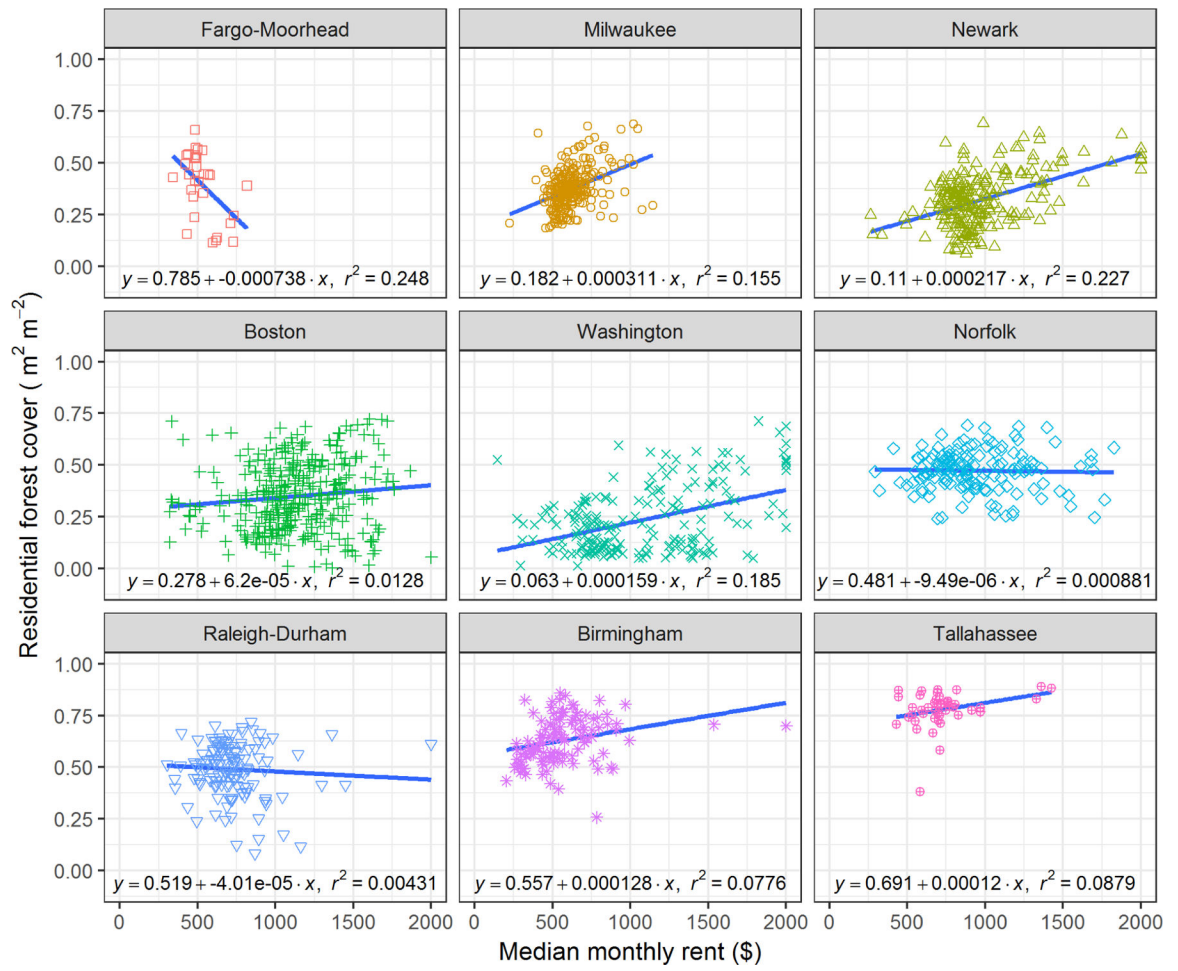 Fargo-Moorhead
Milwaukee
Newark
1.00
0.75
0.50
0.25
0.00
y = 0.785 + -0.000738 · x, r² = 0.248
y = 0.182 + 0.000311 · x, r² = 0.155
y = 0.11 + 0.000217 · x, r² = 0.227
Boston
Washington
Norfolk
1.00
0.75
0.50
0.25
0.00
y = 0.278 + 6.2e-05 · x, r² = 0.0128
y = 0.063 + 0.000159 · x, r² = 0.185
y = 0.481 + -9.49e-06 · x, r² = 0.000881
Raleigh-Durham
Birmingham
Tallahassee
1.00
0.75
0.50
0.25
0.00
y = 0.519 + -4.01e-05 · x, r² = 0.00431
y = 0.557 + 0.000128 · x, r² = 0.0776
y = 0.691 + 0.00012 · x, r² = 0.0879
0 500 1000 1500 2000
0 500 1000 1500 2000
0 500 1000 1500 2000
Median monthly rent ($)
Residential forest cover ( m² m⁻²)